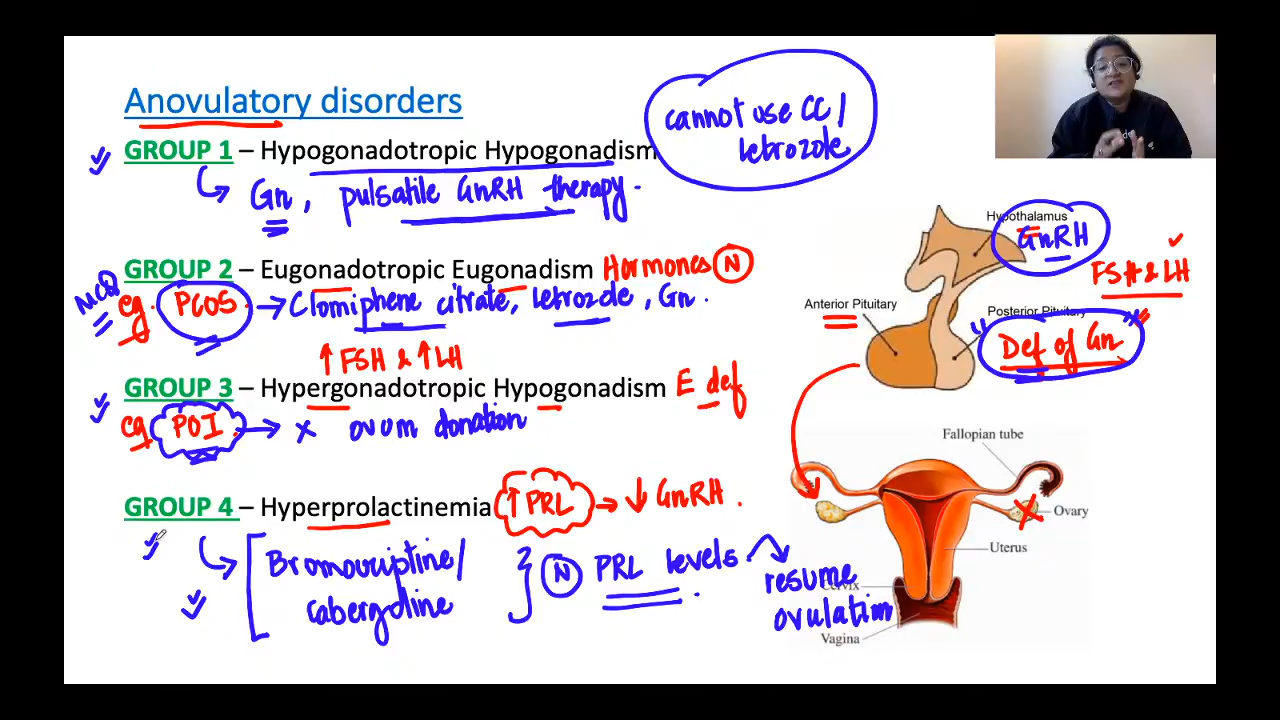 Anovulatory disorders
cannot use CC /
letrozole
GROUP 1 – Hypogonadotropic Hypogonadism
Gn, pulsatile GnRH therapy.
Hypothalamus
GnRH
FSH & LH
GROUP 2 – Eugonadotropic Eugonadism Hormones N
MCQ
eg. PCOS → Clomiphene citrate, letrozole, Gn.
Anterior Pituitary
Posterior Pituitary
Def of Gn
↑ FSH & ↑ LH
GROUP 3 – Hypergonadotropic Hypogonadism E def
eg POI → x ovum donation
Fallopian tube
GROUP 4 – Hyperprolactinemia ↑ PRL → ↓ GnRH.
Ovary
Uterus
Bromocriptine/
cabergoline
N PRL levels.
resume
ovulation
Cervix
Vagina